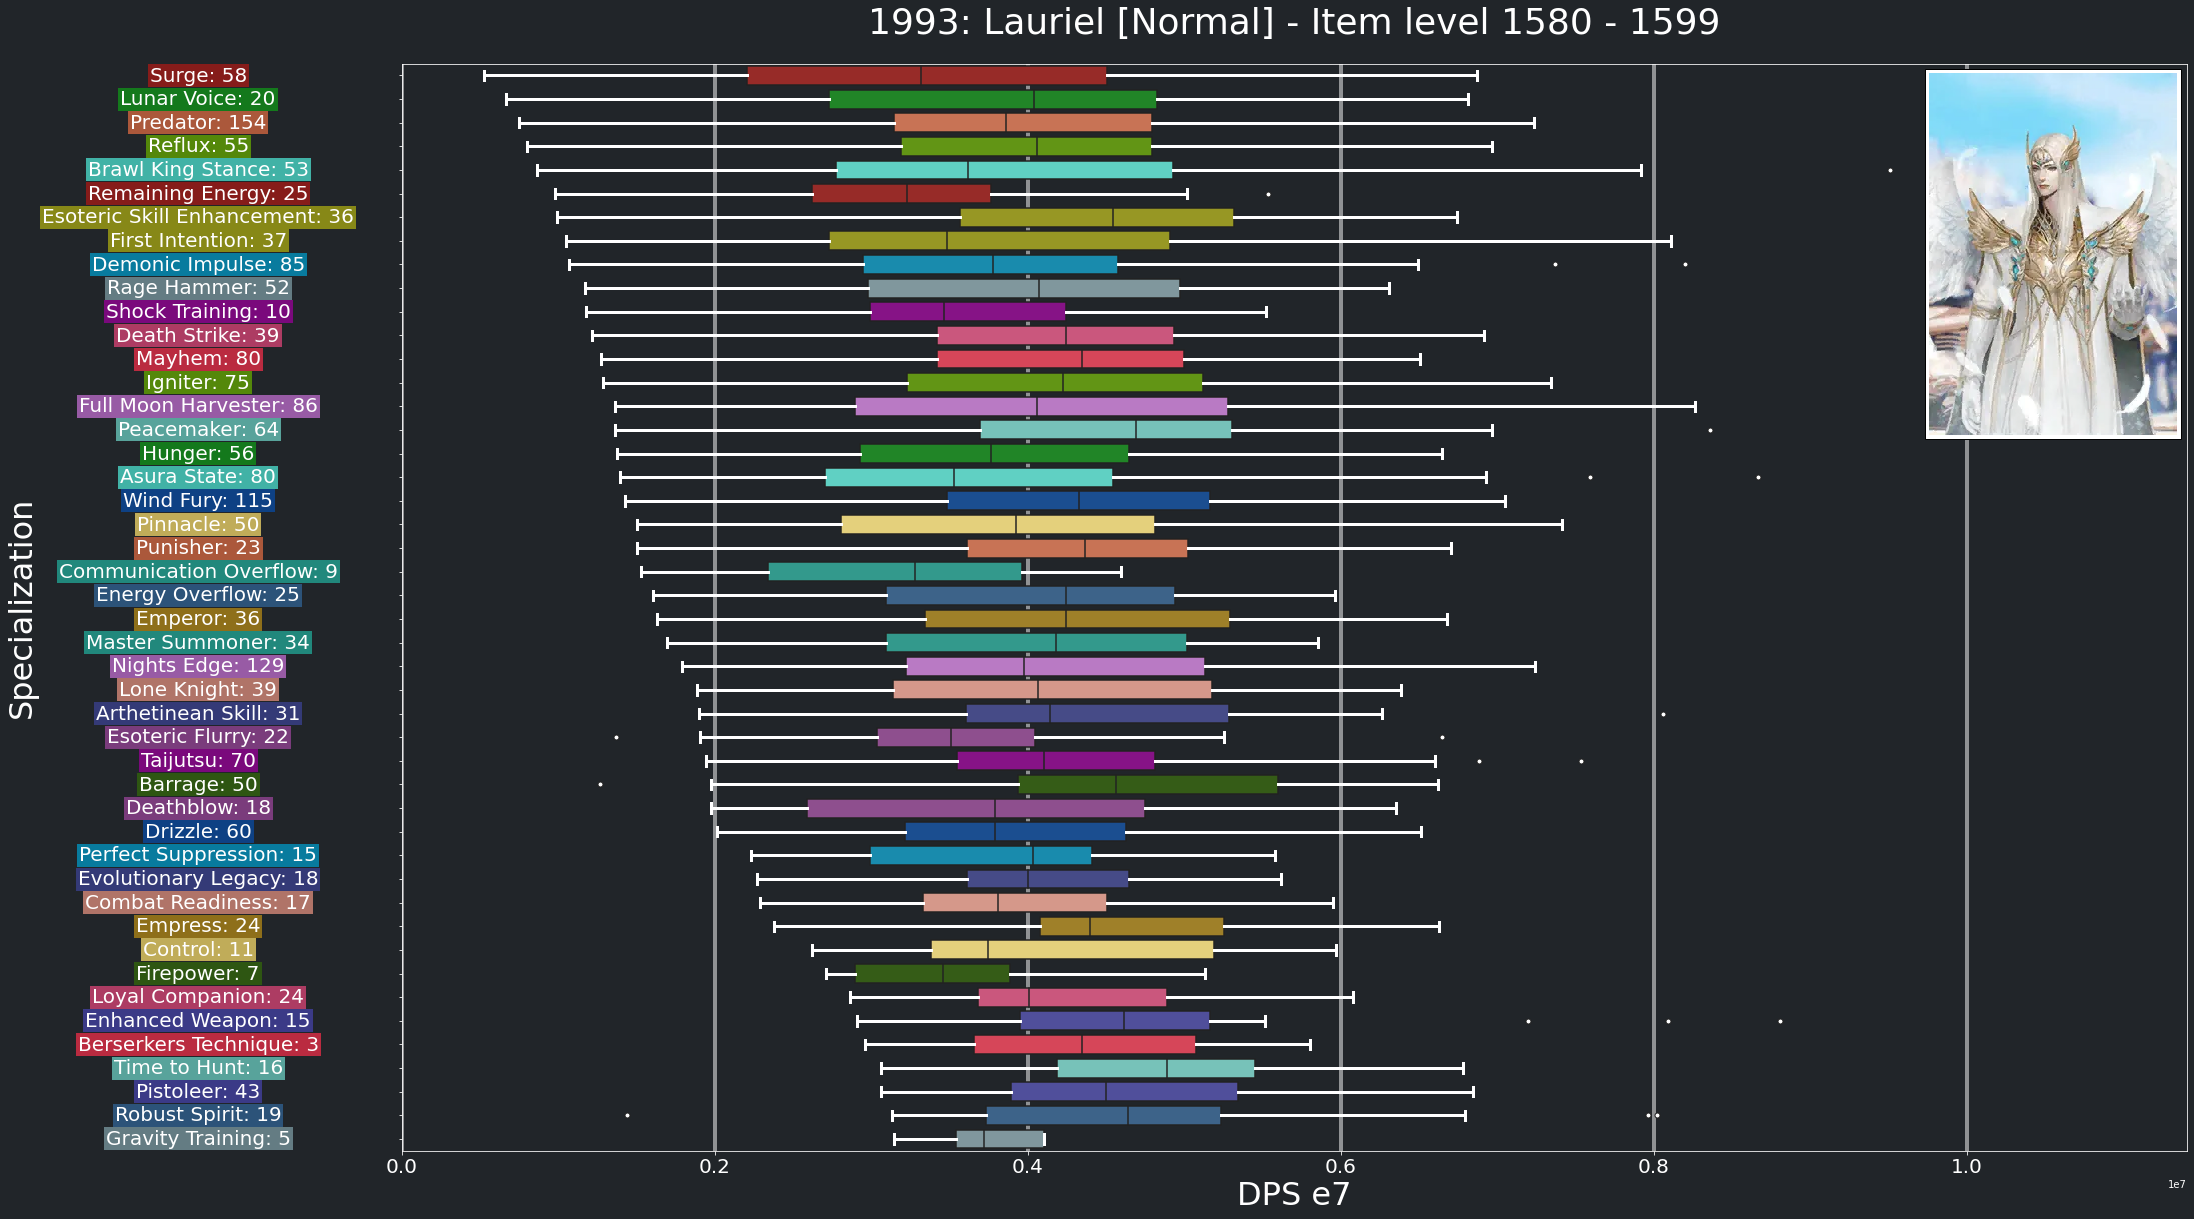 1993: Lauriel [Normal] - Item level 1580 - 1599
Specialization
Surge: 58
Lunar Voice: 20
Predator: 154
Reflux: 55
Brawl King Stance: 53
Remaining Energy: 25
Esoteric Skill Enhancement: 36
First Intention: 37
Demonic Impulse: 85
Rage Hammer: 52
Shock Training: 10
Death Strike: 39
Mayhem: 80
Igniter: 75
Full Moon Harvester: 86
Peacemaker: 64
Hunger: 56
Asura State: 80
Wind Fury: 115
Pinnacle: 50
Punisher: 23
Communication Overflow: 9
Energy Overflow: 25
Emperor: 36
Master Summoner: 34
Nights Edge: 129
Lone Knight: 39
Arthetinean Skill: 31
Esoteric Flurry: 22
Taijutsu: 70
Barrage: 50
Deathblow: 18
Drizzle: 60
Perfect Suppression: 15
Evolutionary Legacy: 18
Combat Readiness: 17
Empress: 24
Control: 11
Firepower: 7
Loyal Companion: 24
Enhanced Weapon: 15
Berserkers Technique: 3
Time to Hunt: 16
Pistoleer: 43
Robust Spirit: 19
Gravity Training: 5
0.0 0.2 0.4 0.6 0.8 1.0
DPS e7
1e7